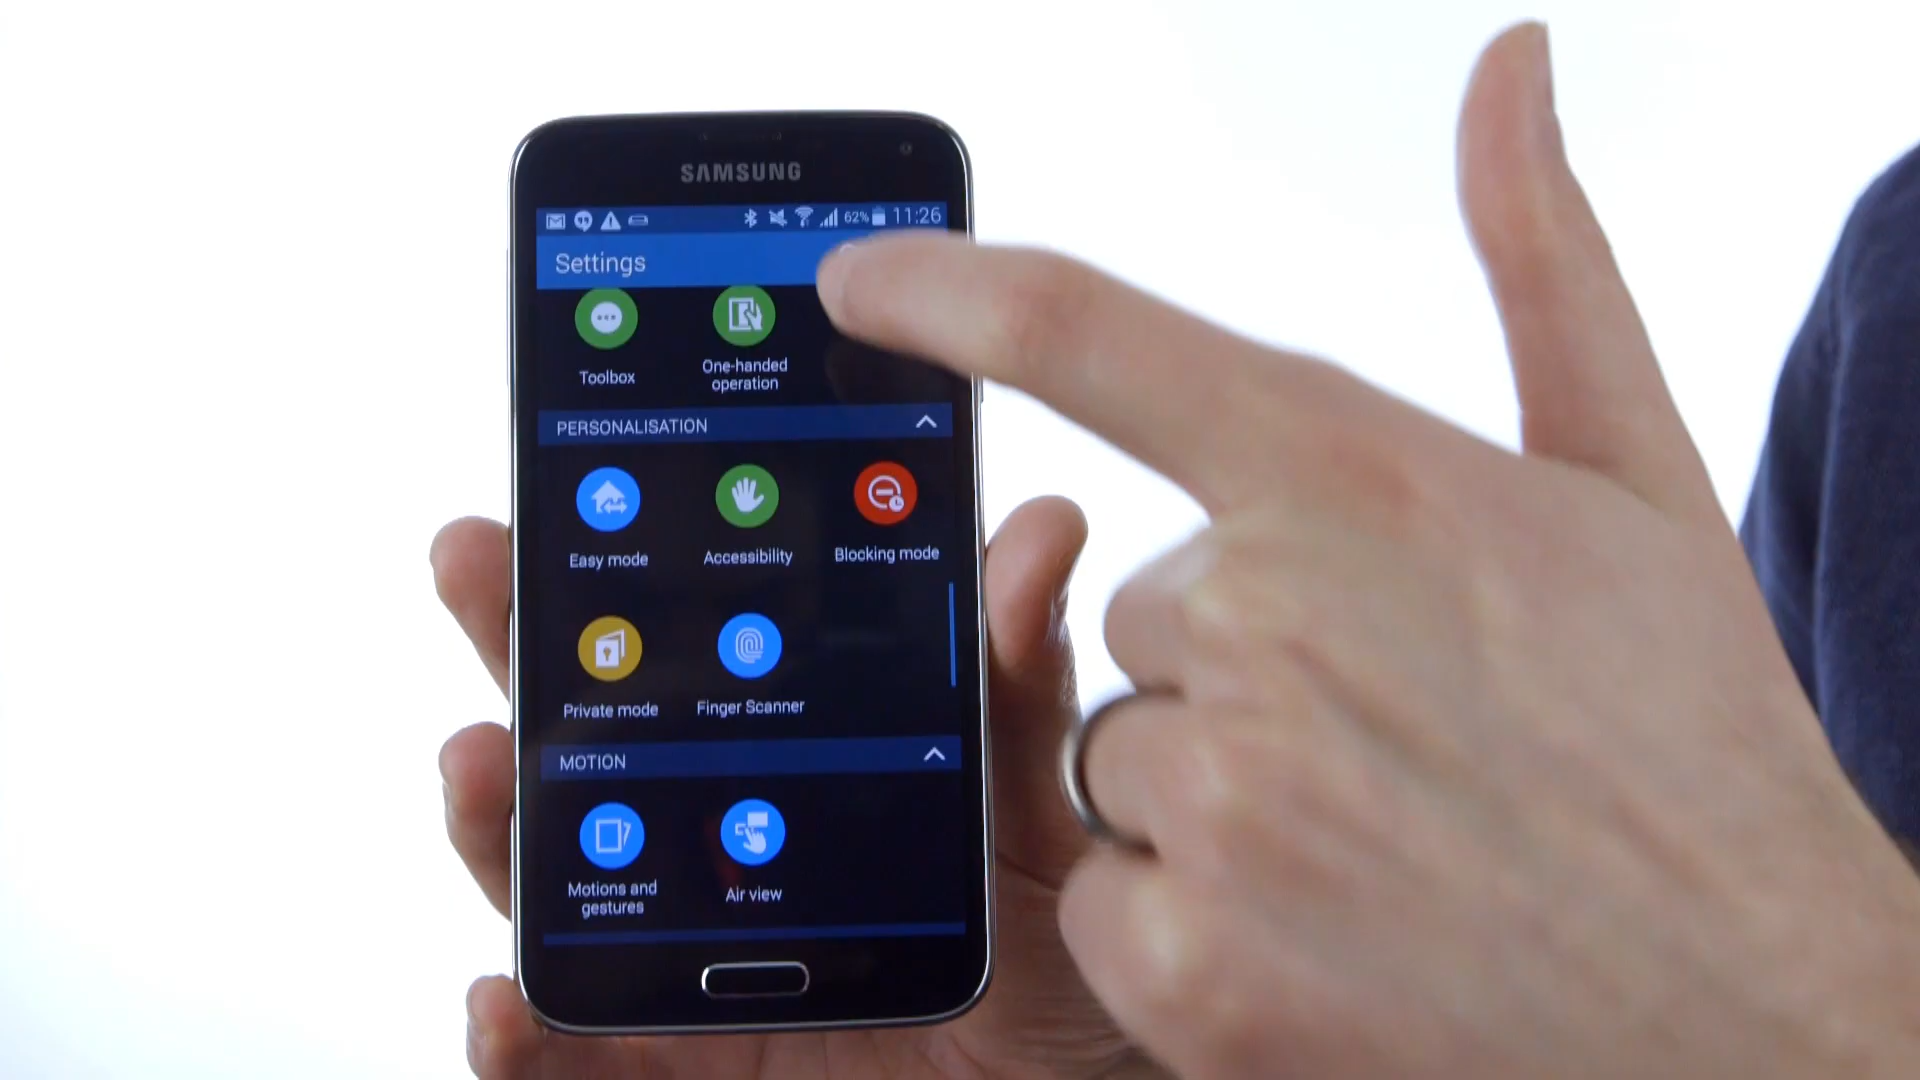 SAMSUNG
62% 11:26
Settings
Toolbox
One-handed
operation
PERSONALISATION
Easy mode
Accessibility
Blocking mode
Private mode
Finger Scanner
MOTION
Motions and
gestures
Air view